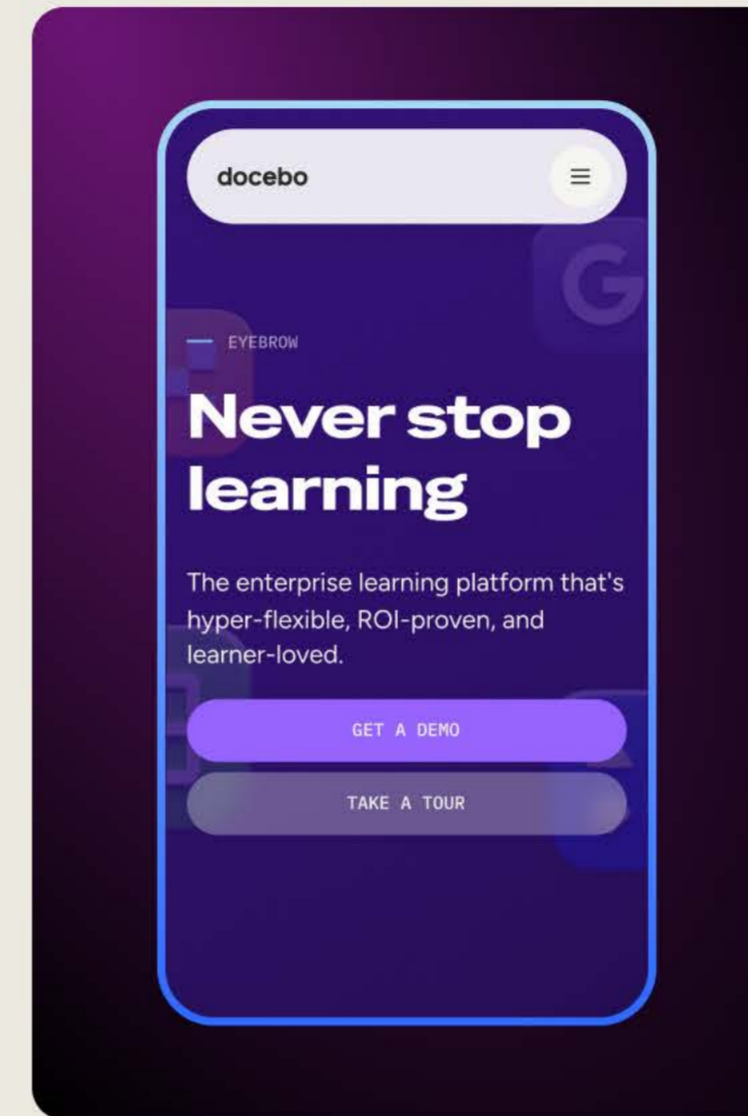 docebo
EYEBROW
Never stop
learning
The enterprise learning platform that's
hyper-flexible, ROI-proven, and
learner-loved.
GET A DEMO
TAKE A TOUR